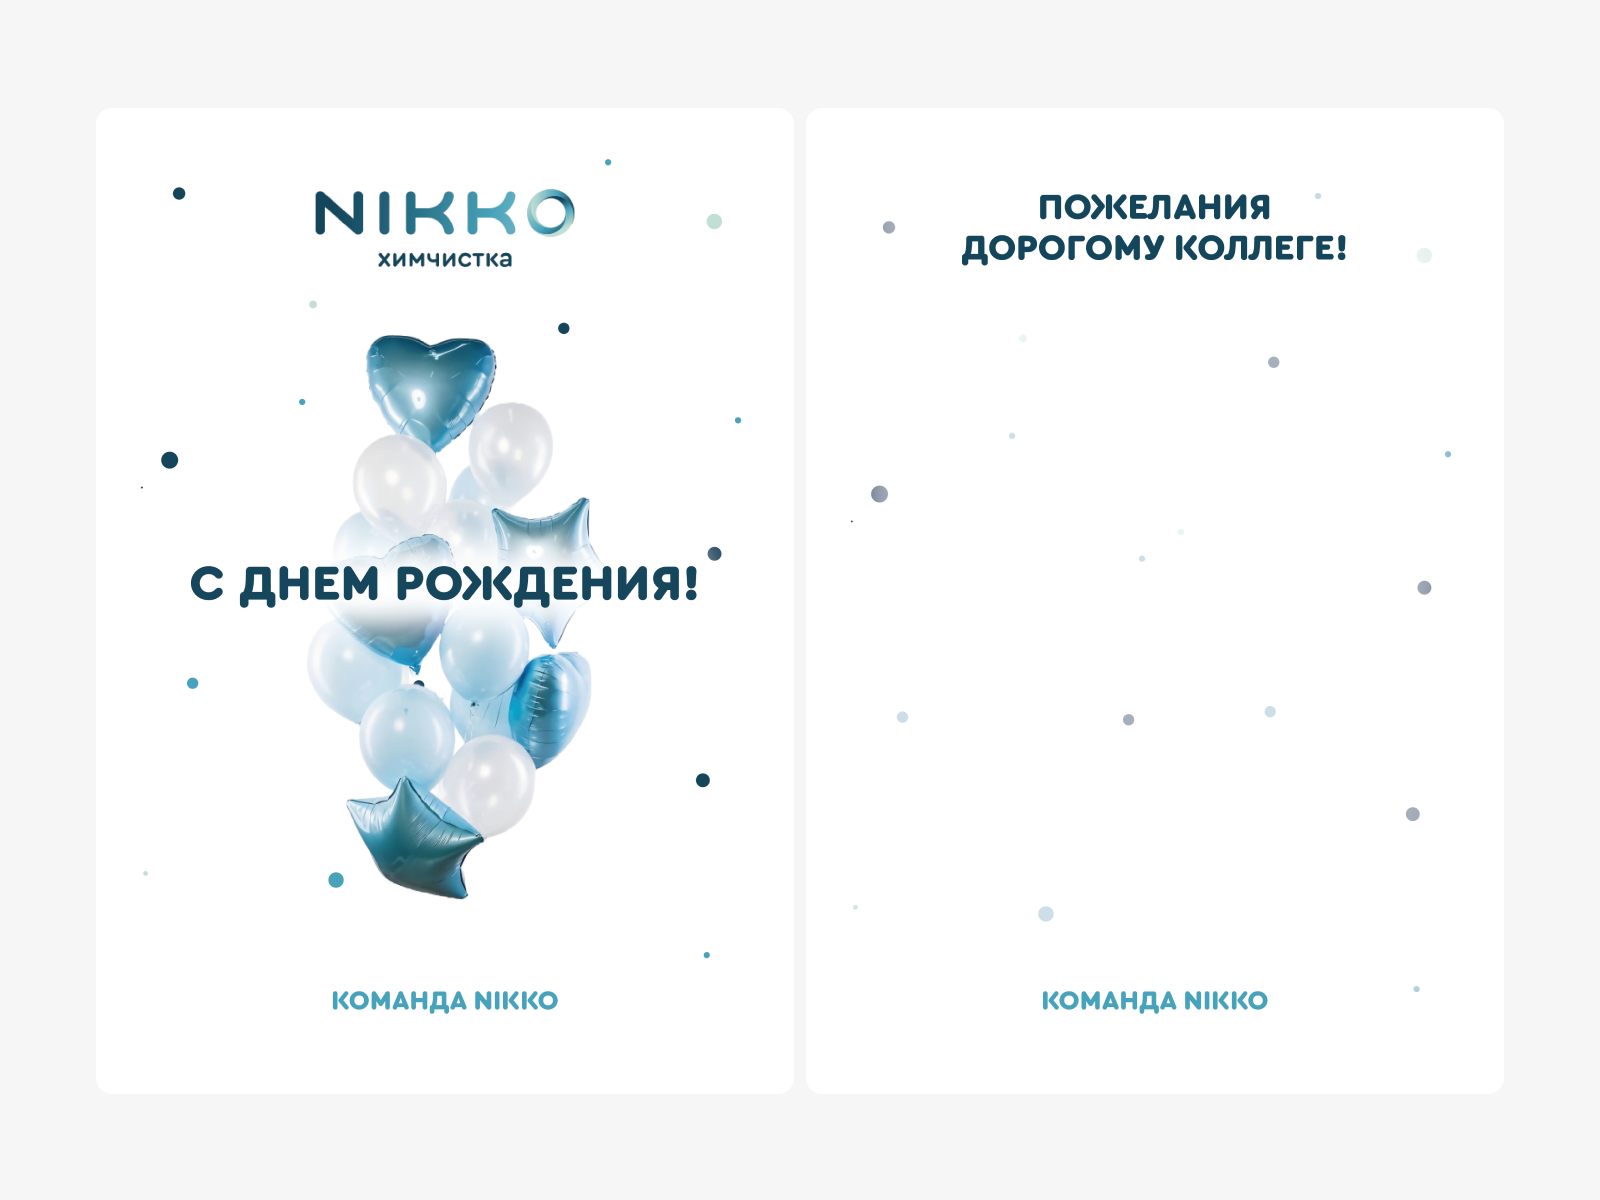 NIKKO
химчистка
С ДНЕМ РОЖДЕНИЯ!
КОМАНДА NIKKO
ПОЖЕЛАНИЯ
ДОРОГОМУ КОЛЛЕГЕ!
КОМАНДА NIKKO